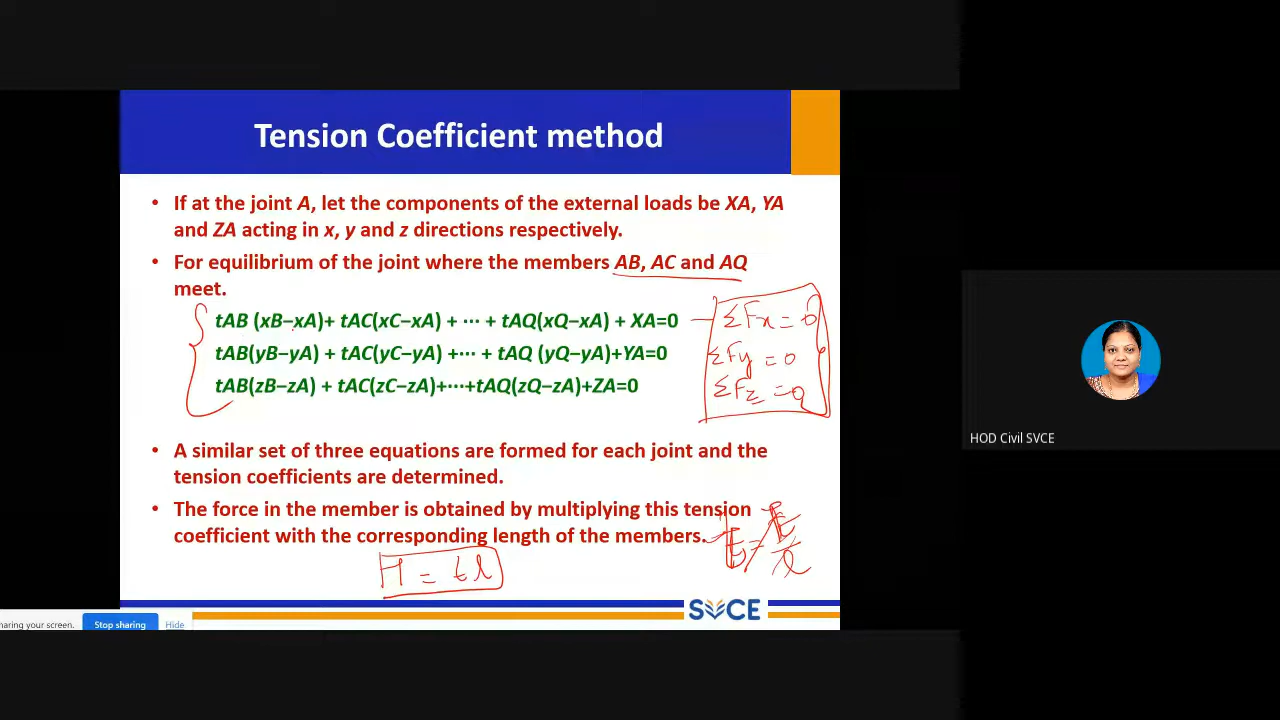 Tension Coefficient method
• If at the joint A, let the components of the external loads be XA, YA
and ZA acting in x, y and z directions respectively.
• For equilibrium of the joint where the members AB, AC and AQ
meet.
tAB (xB–xA)+ tAC(xC–xA) + ··· + tAQ(xQ–xA) + XA=0
ΣFx = 0
tAB(yB–yA) + tAC(yC–yA) +··· + tAQ (yQ–yA)+YA=0
ΣFy = 0
tAB(zB–zA) + tAC(zC–zA)+···+tAQ(zQ–zA)+ZA=0
ΣFz = 0
HOD Civil SVCE
• A similar set of three equations are formed for each joint and the
tension coefficients are determined.
• The force in the member is obtained by multiplying this tension
coefficient with the corresponding length of the members.
= tl
SVCE
haring your screen.
Stop sharing
Hide